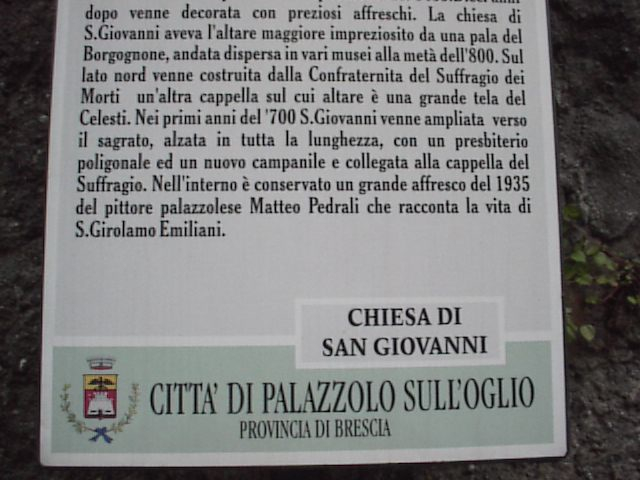 dopo venne decorata con preziosi affreschi. La chiesa di
S.Giovanni aveva l'altare maggiore impreziosito da una pala del
Borgognone, andata dispersa in vari musei alla metà dell'800. Sul
lato nord venne costruita dalla Confraternita del Suffragio dei
Morti un'altra cappella sul cui altare è una grande tela del
Celesti. Nei primi anni del '700 S.Giovanni venne ampliata verso
il sagrato, alzata in tutta la lunghezza, con un presbiterio
poligonale ed un nuovo campanile e collegata alla cappella del
Suffragio. Nell'interno è conservato un grande affresco del 1935
del pittore palazzolese Matteo Pedrali che racconta la vita di
S.Girolamo Emiliani.
CHIESA DI
SAN GIOVANNI
CITTA' DI PALAZZOLO SULL'OGLIO
PROVINCIA DI BRESCIA